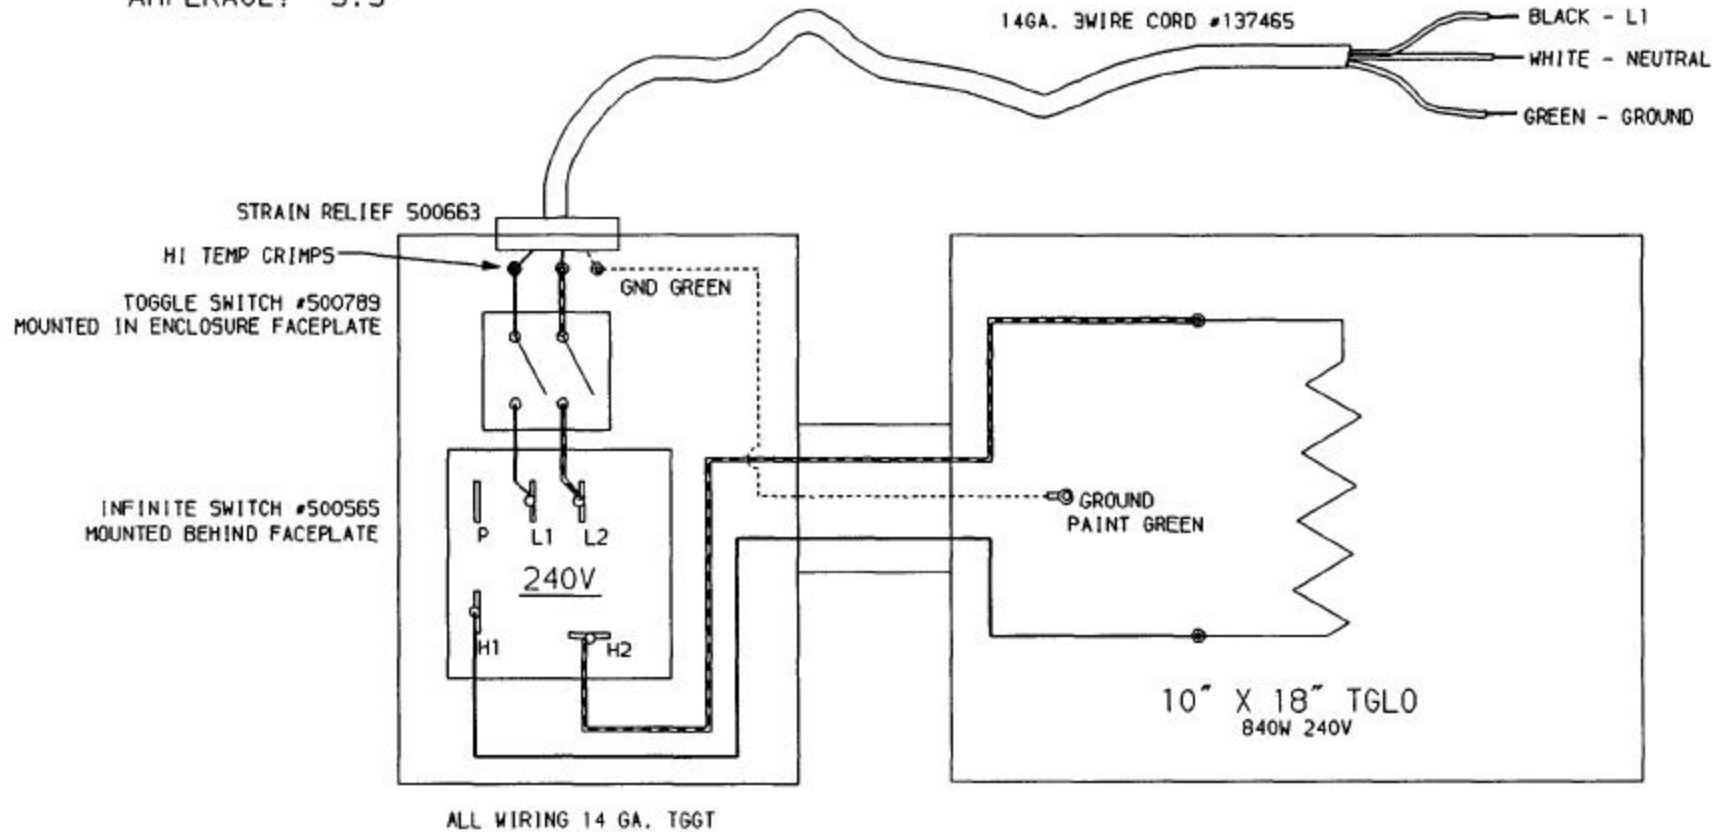 14GA. 3WIRE CORD #137465
BLACK - L1
WHITE - NEUTRAL
GREEN - GROUND
STRAIN RELIEF 500663
HI TEMP CRIMPS
GND GREEN
TOGGLE SWITCH #500789
MOUNTED IN ENCLOSURE FACEPLATE
INFINITE SWITCH #500565
MOUNTED BEHIND FACEPLATE
P
L1
L2
240V
H1
H2
GROUND
PAINT GREEN
10" X 18" TGLO
840W 240V
ALL WIRING 14 GA. TGGT